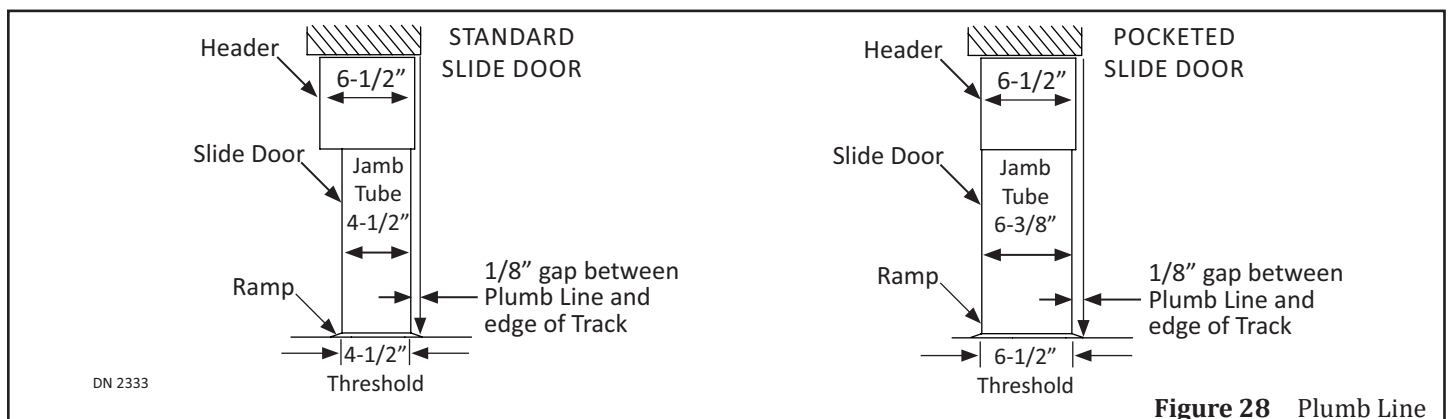 STANDARD
SLIDE DOOR
Header
6-1/2”
Slide Door
Jamb
Tube
4-1/2”
1/8” gap between
Plumb Line and
edge of Track
Ramp
4-1/2”
Threshold
DN 2333
POCKETED
SLIDE DOOR
Header
6-1/2”
Slide Door
Jamb
Tube
6-3/8”
1/8” gap between
Plumb Line and
edge of Track
Ramp
6-1/2”
Threshold
Figure 28 Plumb Line